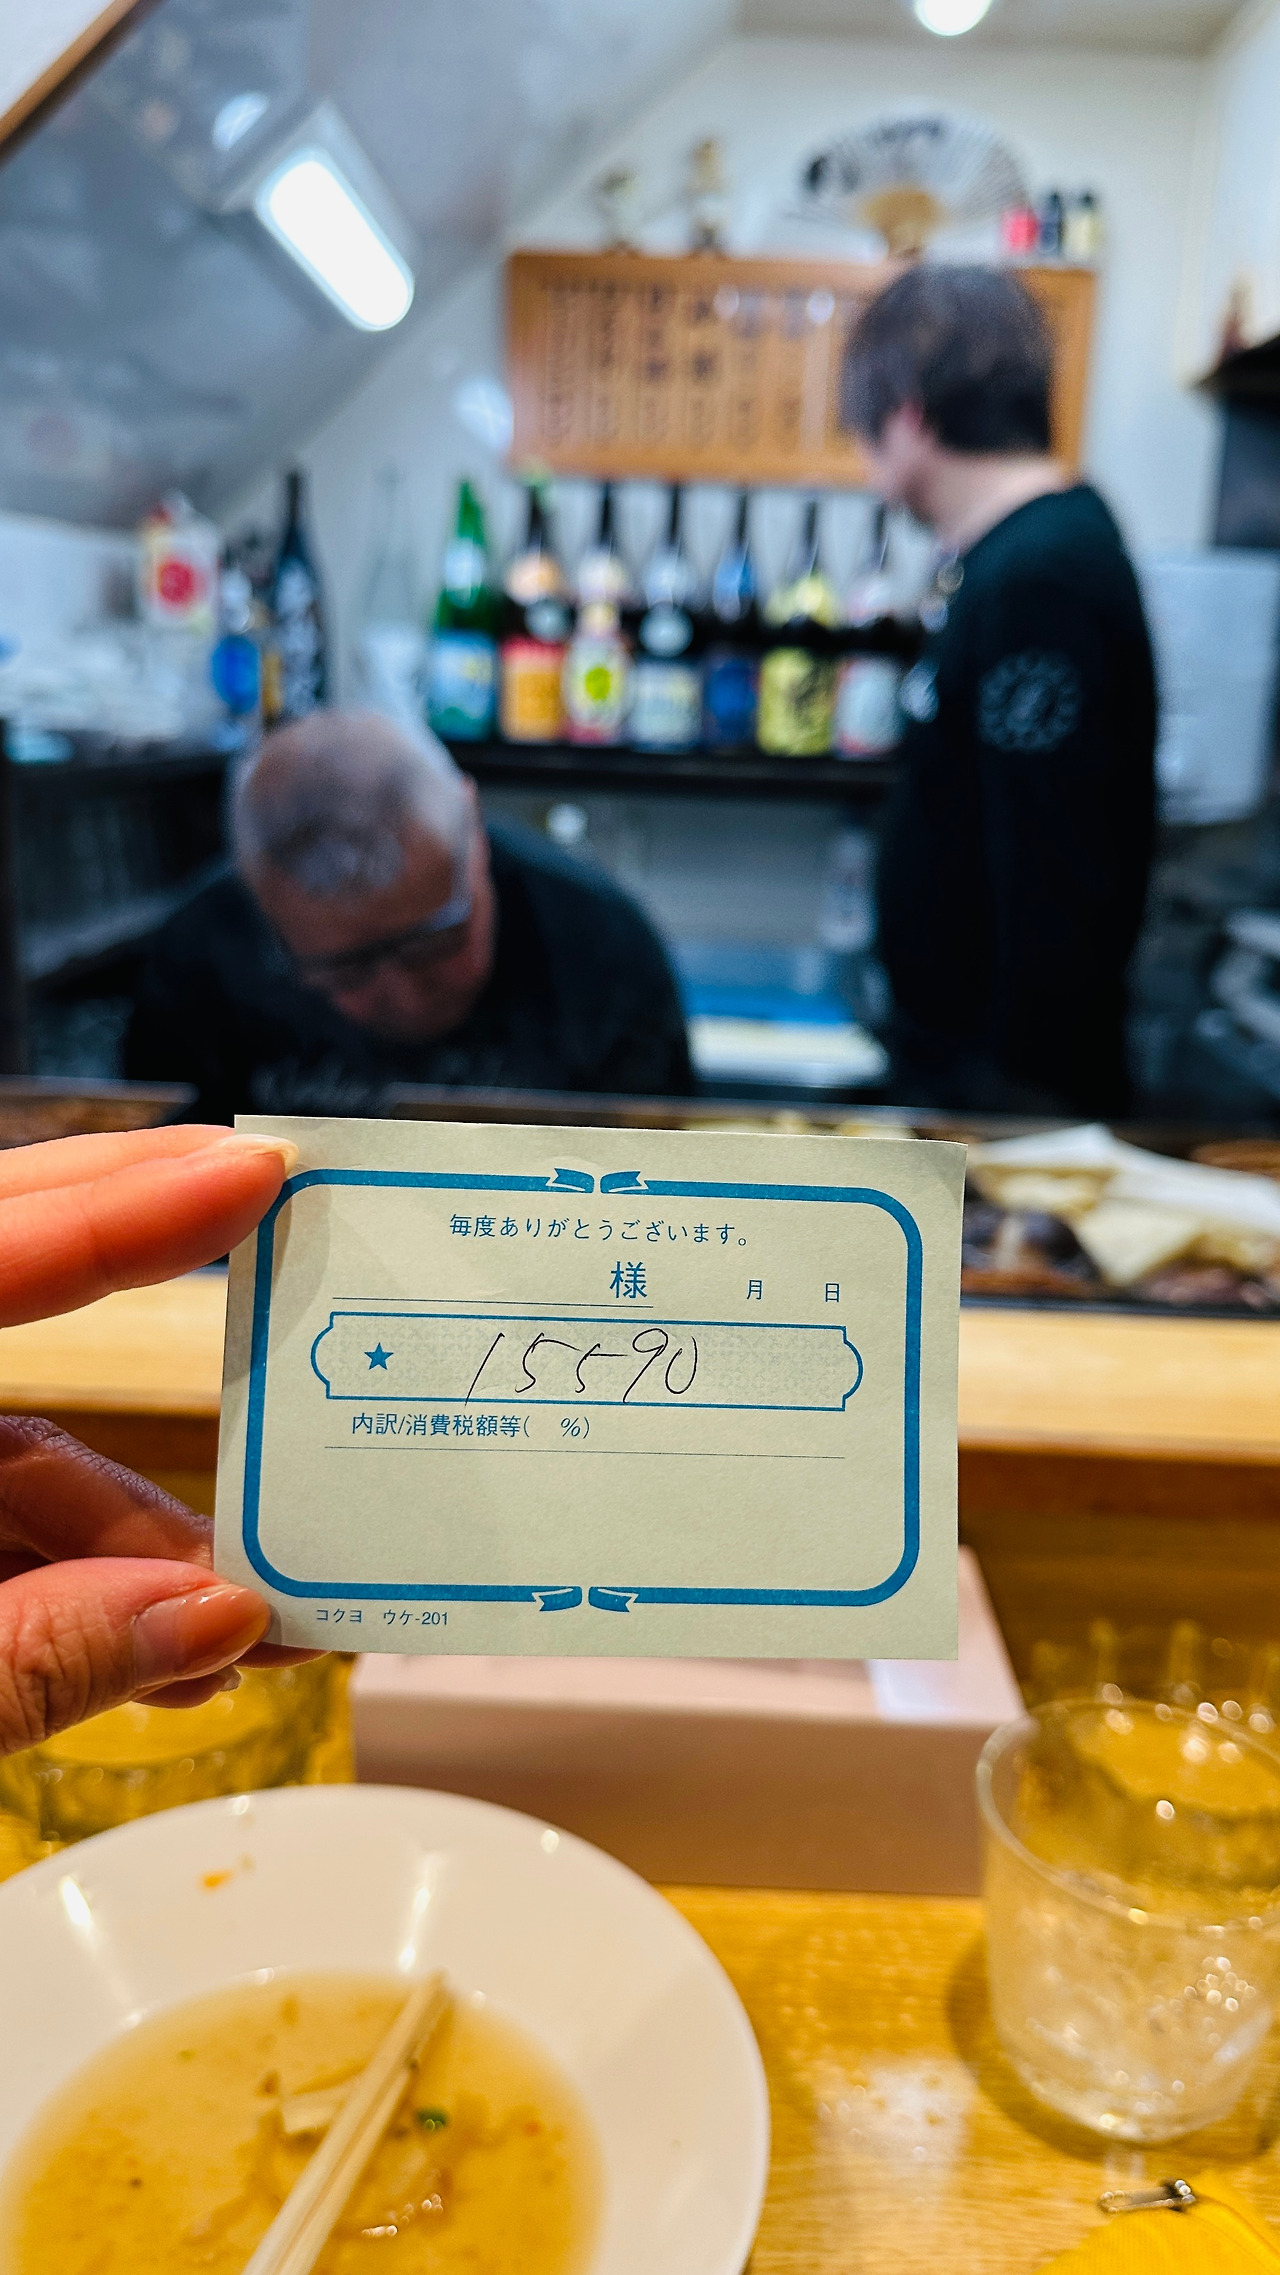 毎度ありがとうございます。
様 月 日
★ 15590
内訳/消費税額等( %)
コクヨ ウケ-201